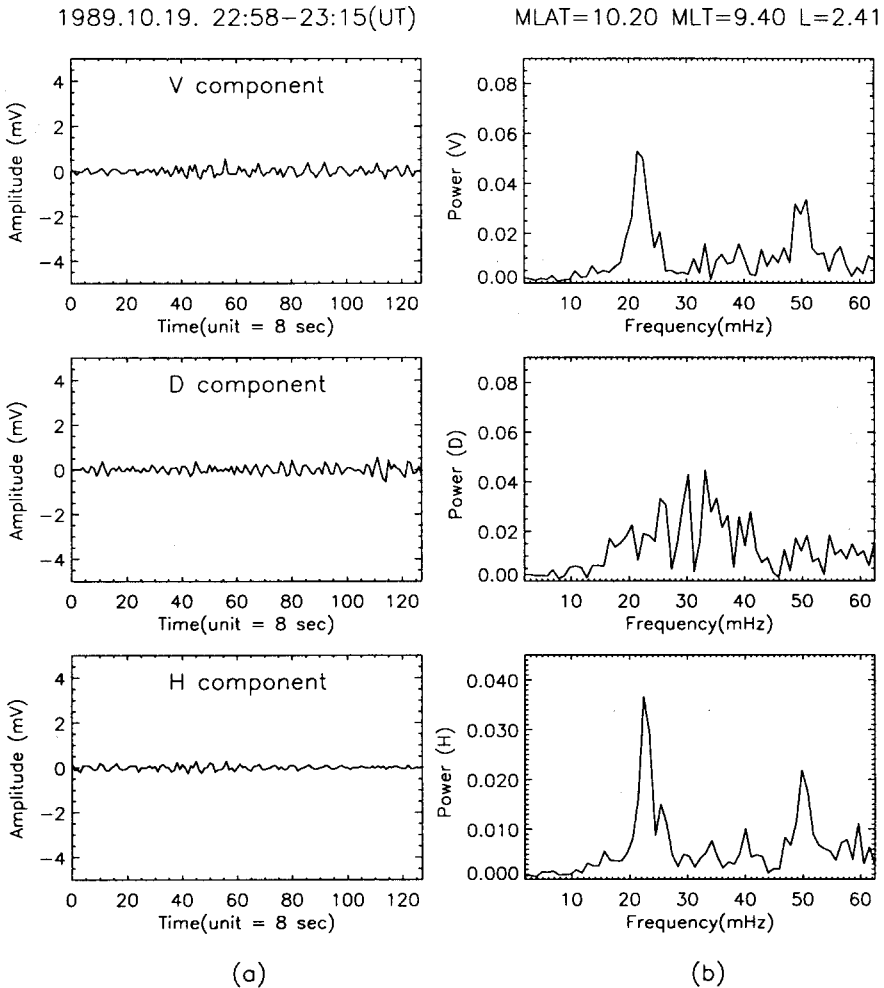 1989.10.19. 22:58-23:15(UT) MLAT=10.20 MLT=9.40 L=2.41
V component
Amplitude (mV)
4
2
0
-2
-4
0 20 40 60 80 100 120
Time(unit = 8 sec)
Power (V)
0.08
0.06
0.04
0.02
0.00
10 20 30 40 50 60
Frequency(mHz)
D component
Amplitude (mV)
4
2
0
-2
-4
0 20 40 60 80 100 120
Time(unit = 8 sec)
Power (D)
0.08
0.06
0.04
0.02
0.00
10 20 30 40 50 60
Frequency(mHz)
H component
Amplitude (mV)
4
2
0
-2
-4
0 20 40 60 80 100 120
Time(unit = 8 sec)
Power (H)
0.040
0.030
0.020
0.010
0.000
10 20 30 40 50 60
Frequency(mHz)
(a) (b)